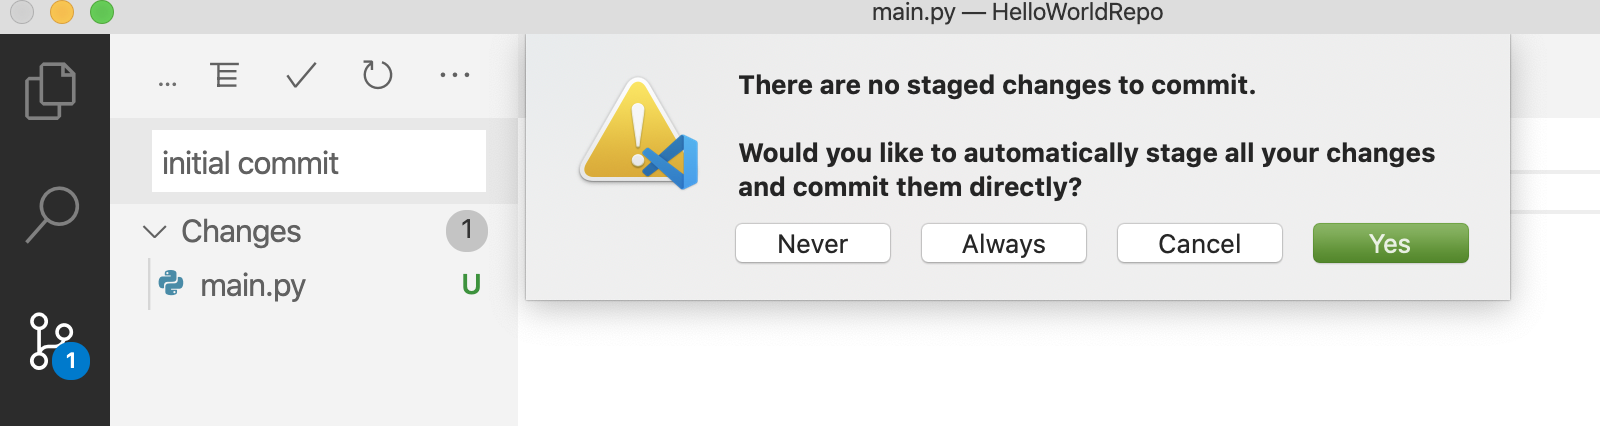 main.py — HelloWorldRepo
...
initial commit
Changes 1
main.py U
1
There are no staged changes to commit.
Would you like to automatically stage all your changes
and commit them directly?
Never Always Cancel Yes